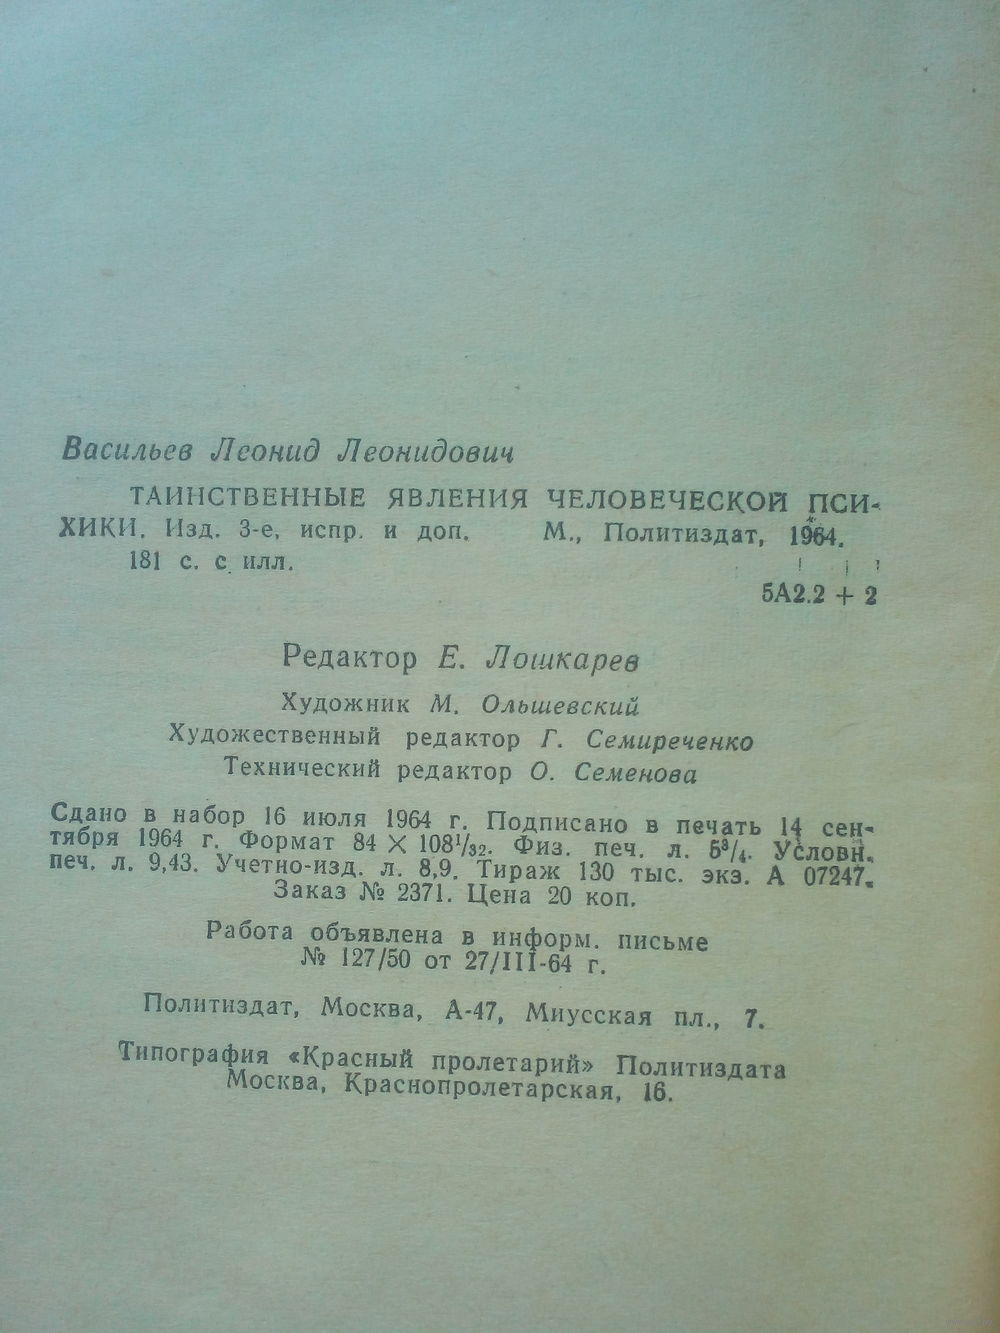 Васильев Леонид Леонидович
ТАИНСТВЕННЫЕ ЯВЛЕНИЯ ЧЕЛОВЕЧЕСКОЙ ПСИ-
ХИКИ. Изд. 3-е, испр. и доп. М., Политиздат, 1964.
181 с. с илл.
5А2.2 + 2
Редактор Е. Лошкарев
Художник М. Ольшевский
Художественный редактор Г. Семиреченко
Технический редактор О. Семенова
Сдано в набор 16 июля 1964 г. Подписано в печать 14 сен-
тября 1964 г. Формат 84 × 108¹/₃₂. Физ. печ. л. 5³/₄. Условн.
печ. л. 9,43. Учетно-изд. л. 8,9. Тираж 130 тыс. экз. А 07247.
Заказ № 2371. Цена 20 коп.
Работа объявлена в информ. письме
№ 127/50 от 27/III-64 г.
Политиздат, Москва, А-47, Миусская пл., 7.
Типография «Красный пролетарий» Политиздата
Москва, Краснопролетарская, 16.